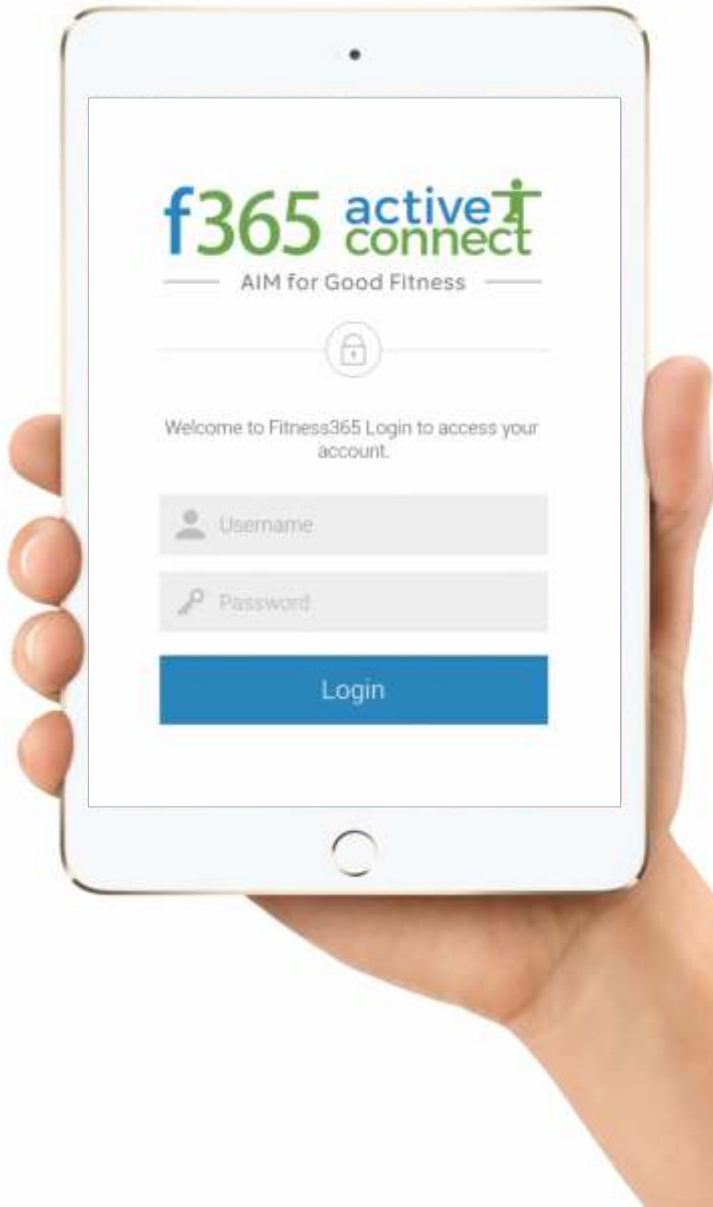 f365 active
connect
AIM for Good Fitness
Welcome to Fitness365 Login to access your
account.
Username
Password
Login